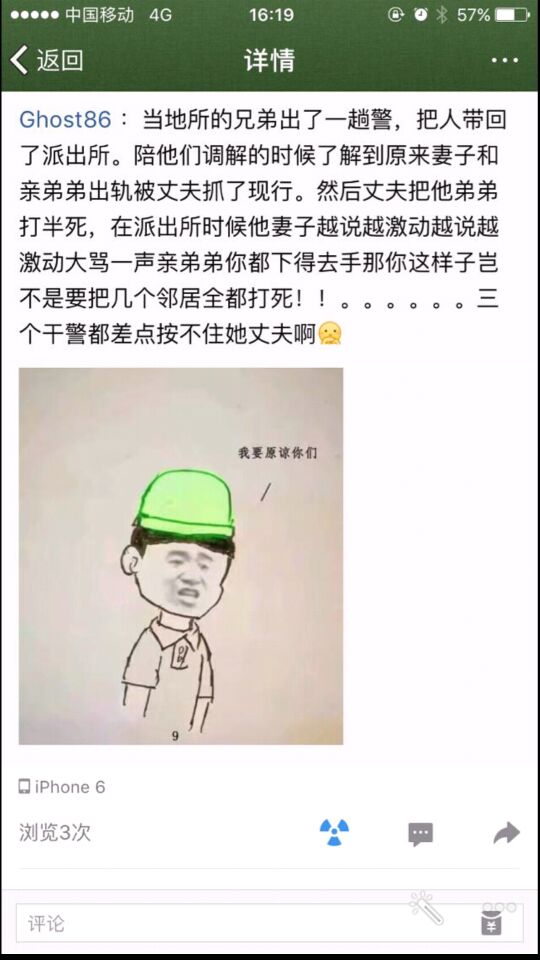 中国移动 4G 16:19 57%
返回 详情
Ghost86： 当地所的兄弟出了一趟警，把人带回
了派出所。陪他们调解的时候了解到原来妻子和
亲弟弟出轨被丈夫抓了现行。然后丈夫把他弟弟
打半死，在派出所时候他妻子越说越激动越说越
激动大骂一声亲弟弟你都下得去手那你这样子岂
不是要把几个邻居全都打死！！。。。。。。三
个干警都差点按不住她丈夫啊
我要原谅你们
9
iPhone 6
浏览3次
评论
¥